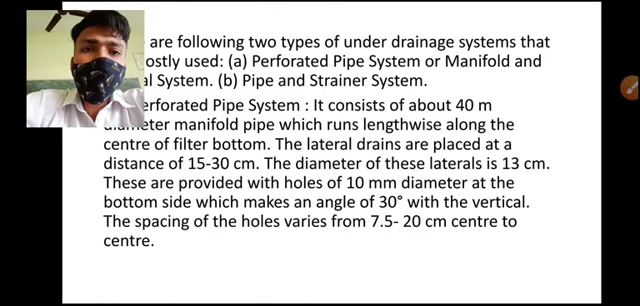 are following two types of under drainage systems that
ostly used: (a) Perforated Pipe System or Manifold and
al System. (b) Pipe and Strainer System.
erforated Pipe System : It consists of about 40 m
diameter manifold pipe which runs lengthwise along the
centre of filter bottom. The lateral drains are placed at a
distance of 15-30 cm. The diameter of these laterals is 13 cm.
These are provided with holes of 10 mm diameter at the
bottom side which makes an angle of 30° with the vertical.
The spacing of the holes varies from 7.5- 20 cm centre to
centre.